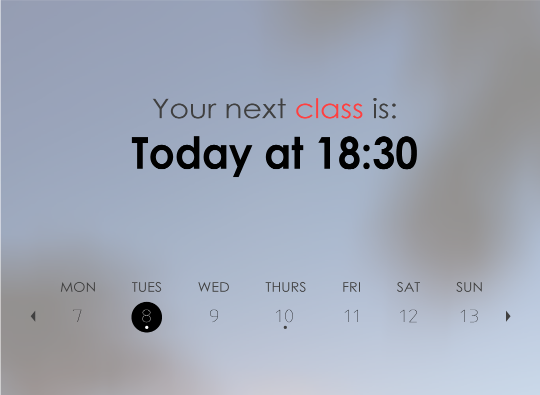 Your next class is:
Today at 18:30
MON TUES WED THURS FRI SAT SUN
7 8 9 10 11 12 13